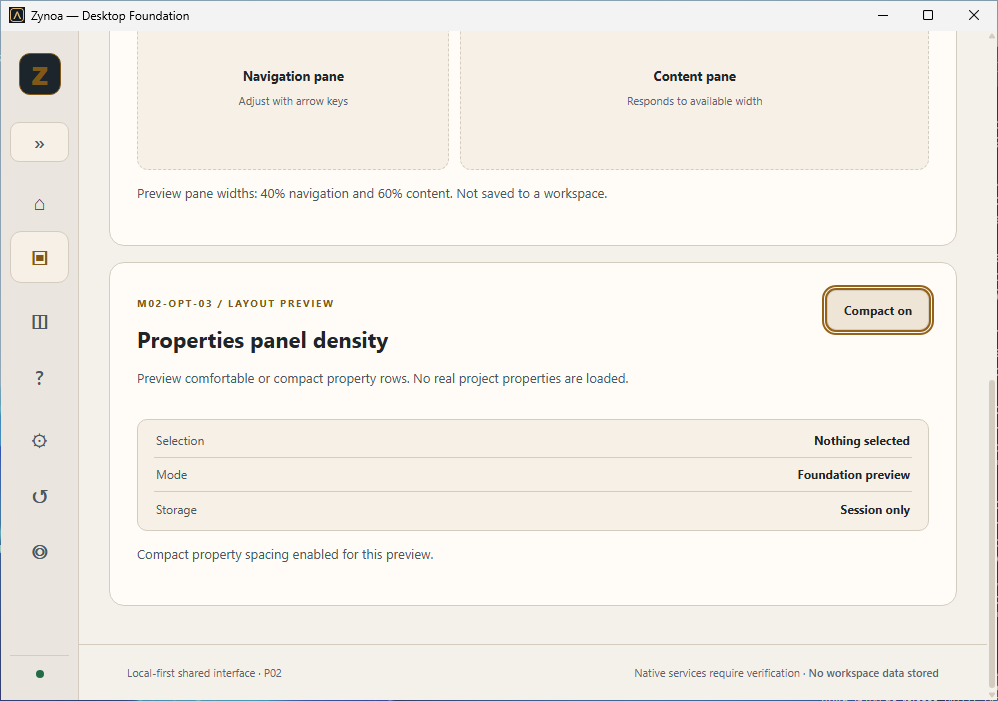 Zynoa — Desktop Foundation
Z
»
Navigation pane
Adjust with arrow keys
Content pane
Responds to available width
Preview pane widths: 40% navigation and 60% content. Not saved to a workspace.
M02-OPT-03 / LAYOUT PREVIEW
Compact on
Properties panel density
Preview comfortable or compact property rows. No real project properties are loaded.
Selection Nothing selected
Mode Foundation preview
Storage Session only
Compact property spacing enabled for this preview.
?
Local-first shared interface · P02
Native services require verification · No workspace data stored